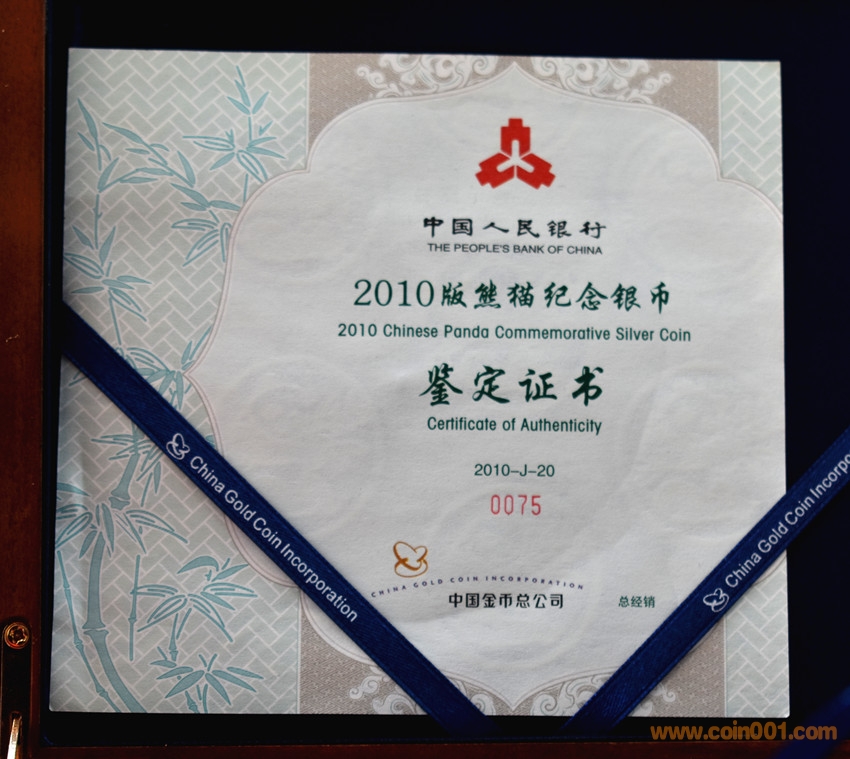 中国人民银行
THE PEOPLE'S BANK OF CHINA
2010版熊猫纪念银币
2010 Chinese Panda Commemorative Silver Coin
鉴定证书
Certificate of Authenticity
2010-J-20
0075
CHINA GOLD COIN INCORPORATION
中国金币总公司 总经销
China Gold Coin Incorporation
China Gold Coin Incorpo
www.coin001.com